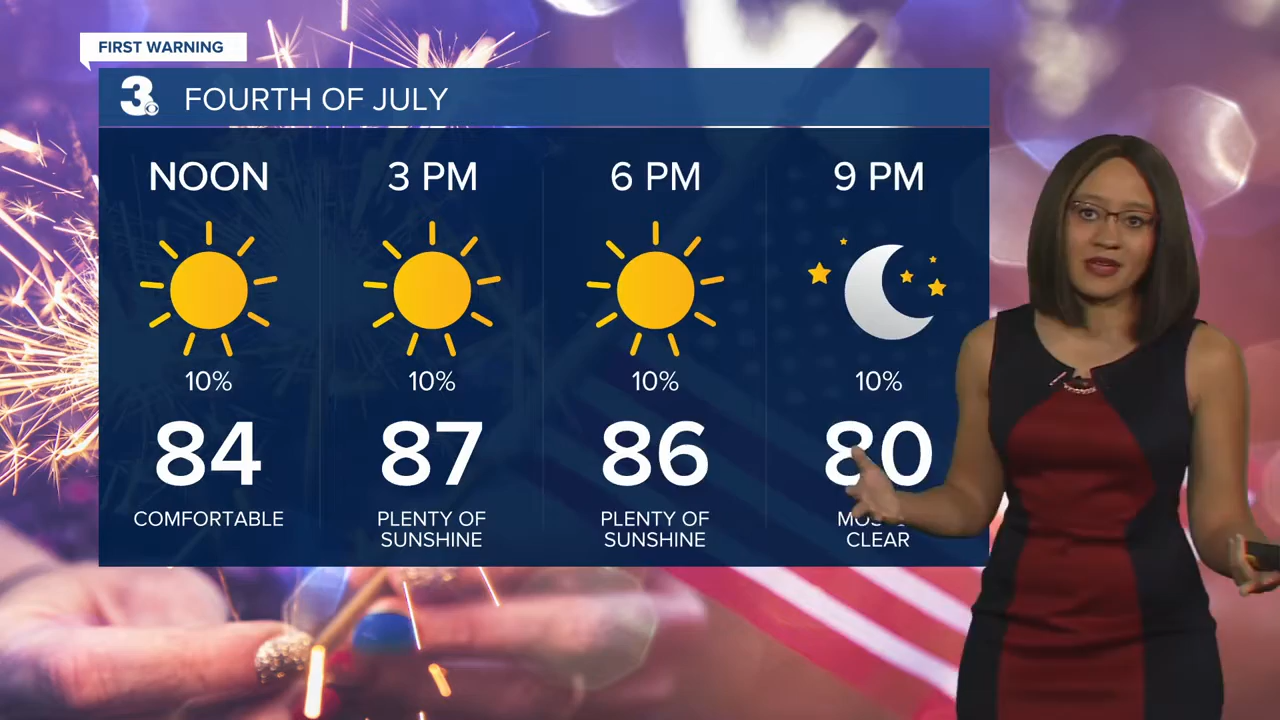 FIRST WARNING
3 FOURTH OF JULY
NOON 3 PM 6 PM 9 PM
10% 10% 10% 10%
84 87 86 80
COMFORTABLE PLENTY OF PLENTY OF
SUNSHINE SUNSHINE CLEAR